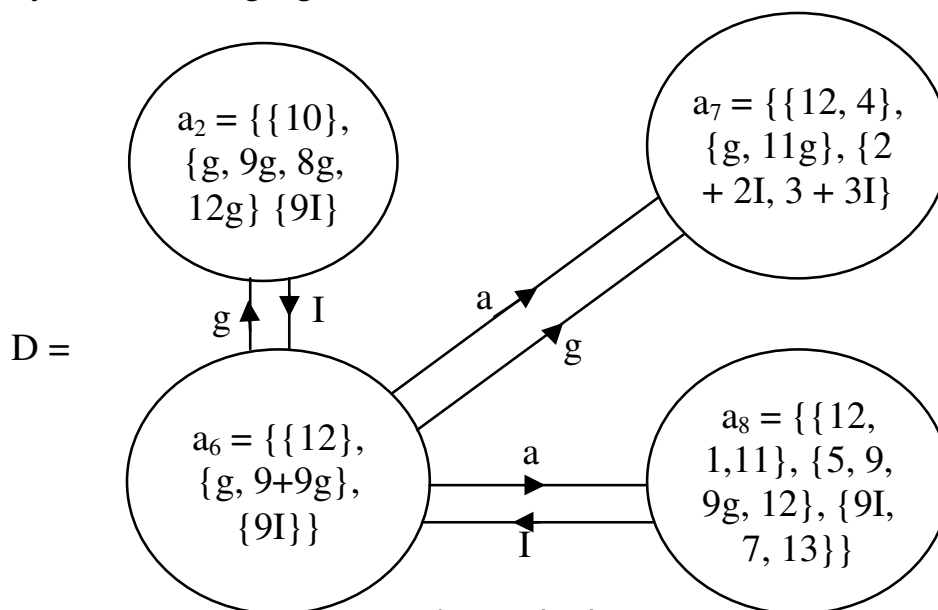 a₂ = {{10},
{g, 9g, 8g,
12g} {9I}
a₇ = {{12, 4},
{g, 11g}, {2
+ 2I, 3 + 3I}
g
I
a
g
D =
a₆ = {{12},
{g, 9+9g},
{9I}}
a
I
a₈ = {{12,
1,11}, {5, 9,
9g, 12}, {9I,
7, 13}}